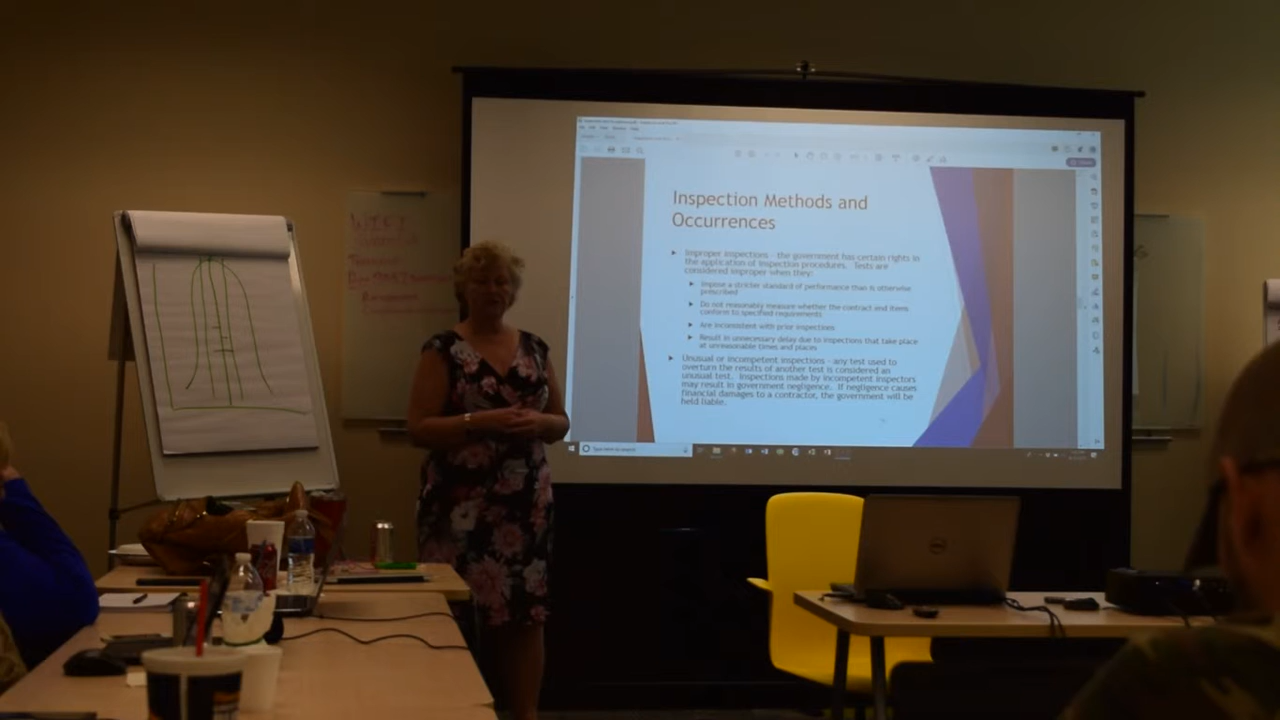 Inspection Methods and
Occurrences
Improper inspections - the government has certain rights in
the application of inspection procedures. Tests are
considered improper when they:
Impose a stricter standard of performance than is otherwise
prescribed
Do not reasonably measure whether the contract and items
conform to specified requirements
Are inconsistent with prior inspections
Result in unnecessary delay due to inspections that take place
at unreasonable times and places
Unusual or incompetent inspections - any test used to
overturn the results of another test is considered an
unusual test. Inspections made by incompetent inspectors
may result in government negligence. If negligence causes
financial damages to a contractor, the government will be
held liable.
Type here to search
DELL